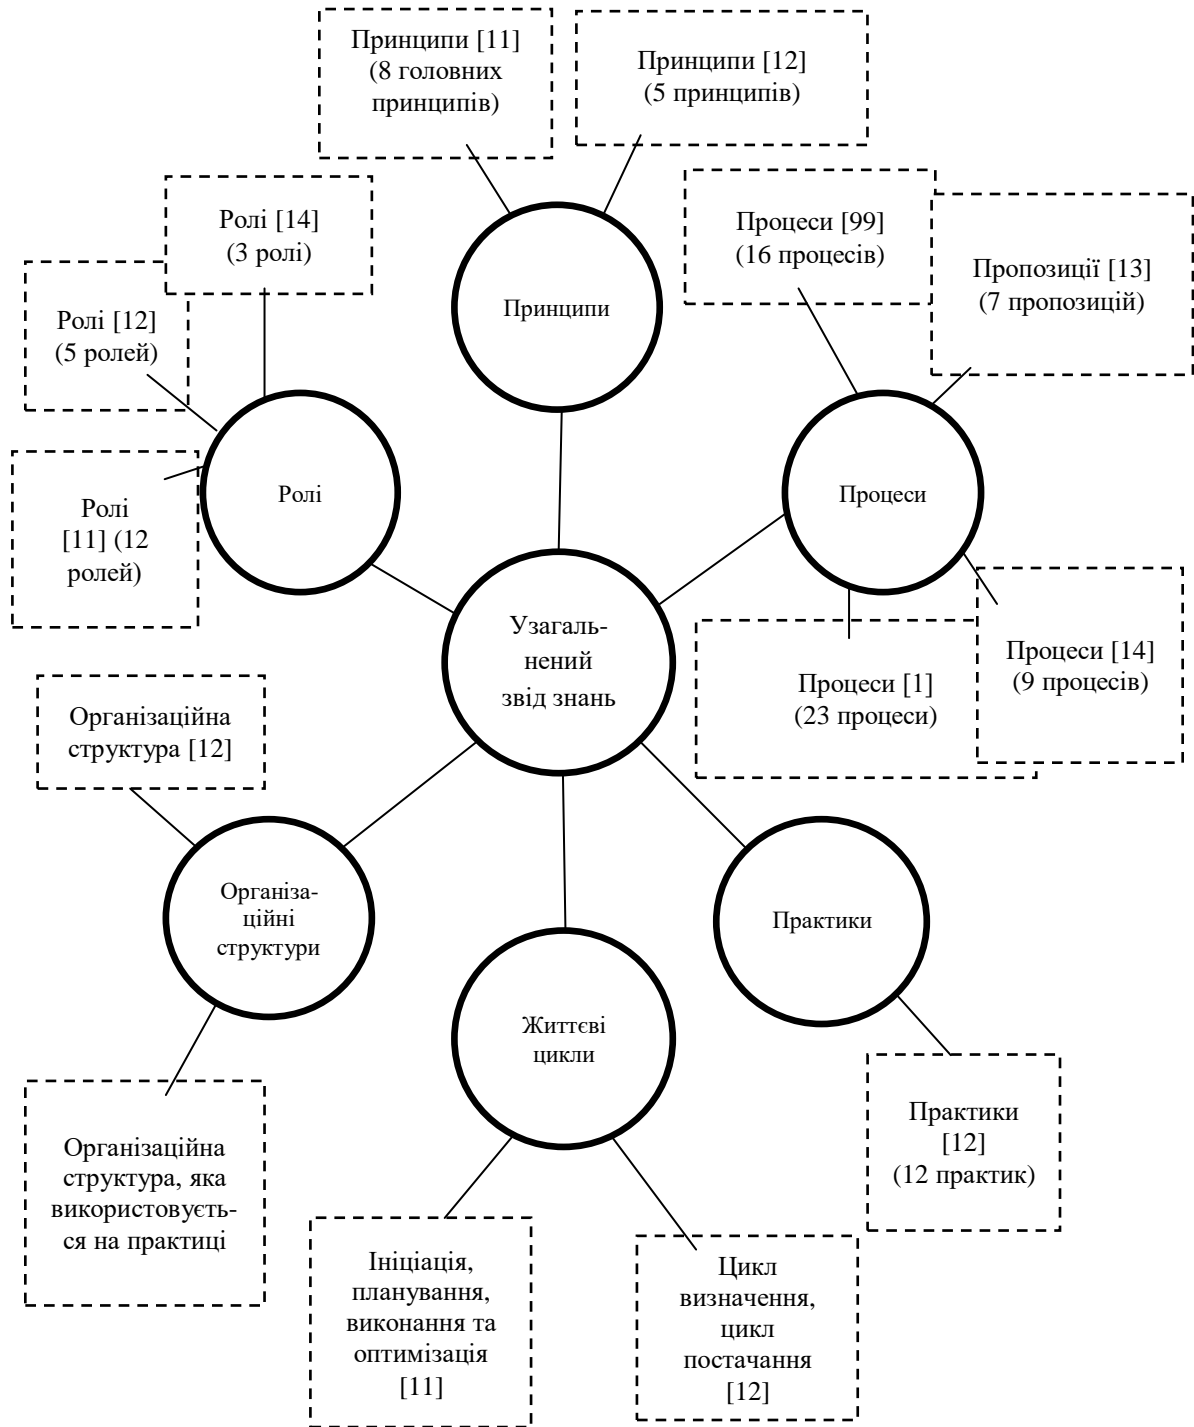 Принципи [11]
(8 головних
принципів)
Принципи [12]
(5 принципів)
Ролі [14]
(3 ролі)
Процеси [99]
(16 процесів)
Пропозиції [13]
(7 пропозицій)
Ролі [12]
(5 ролей)
Принципи
Ролі
[11] (12
ролей)
Ролі
Процеси
Узагаль-
нений
звід знань
Процеси [1]
(23 процеси)
Процеси [14]
(9 процесів)
Організаційна
структура [12]
Організа-
ційні
структури
Практики
Життєві
цикли
Практики
[12]
(12 практик)
Організаційна
структура, яка
використовуєть-
ся на практиці
Ініціація,
планування,
виконання та
оптимізація
[11]
Цикл
визначення,
цикл
постачання
[12]